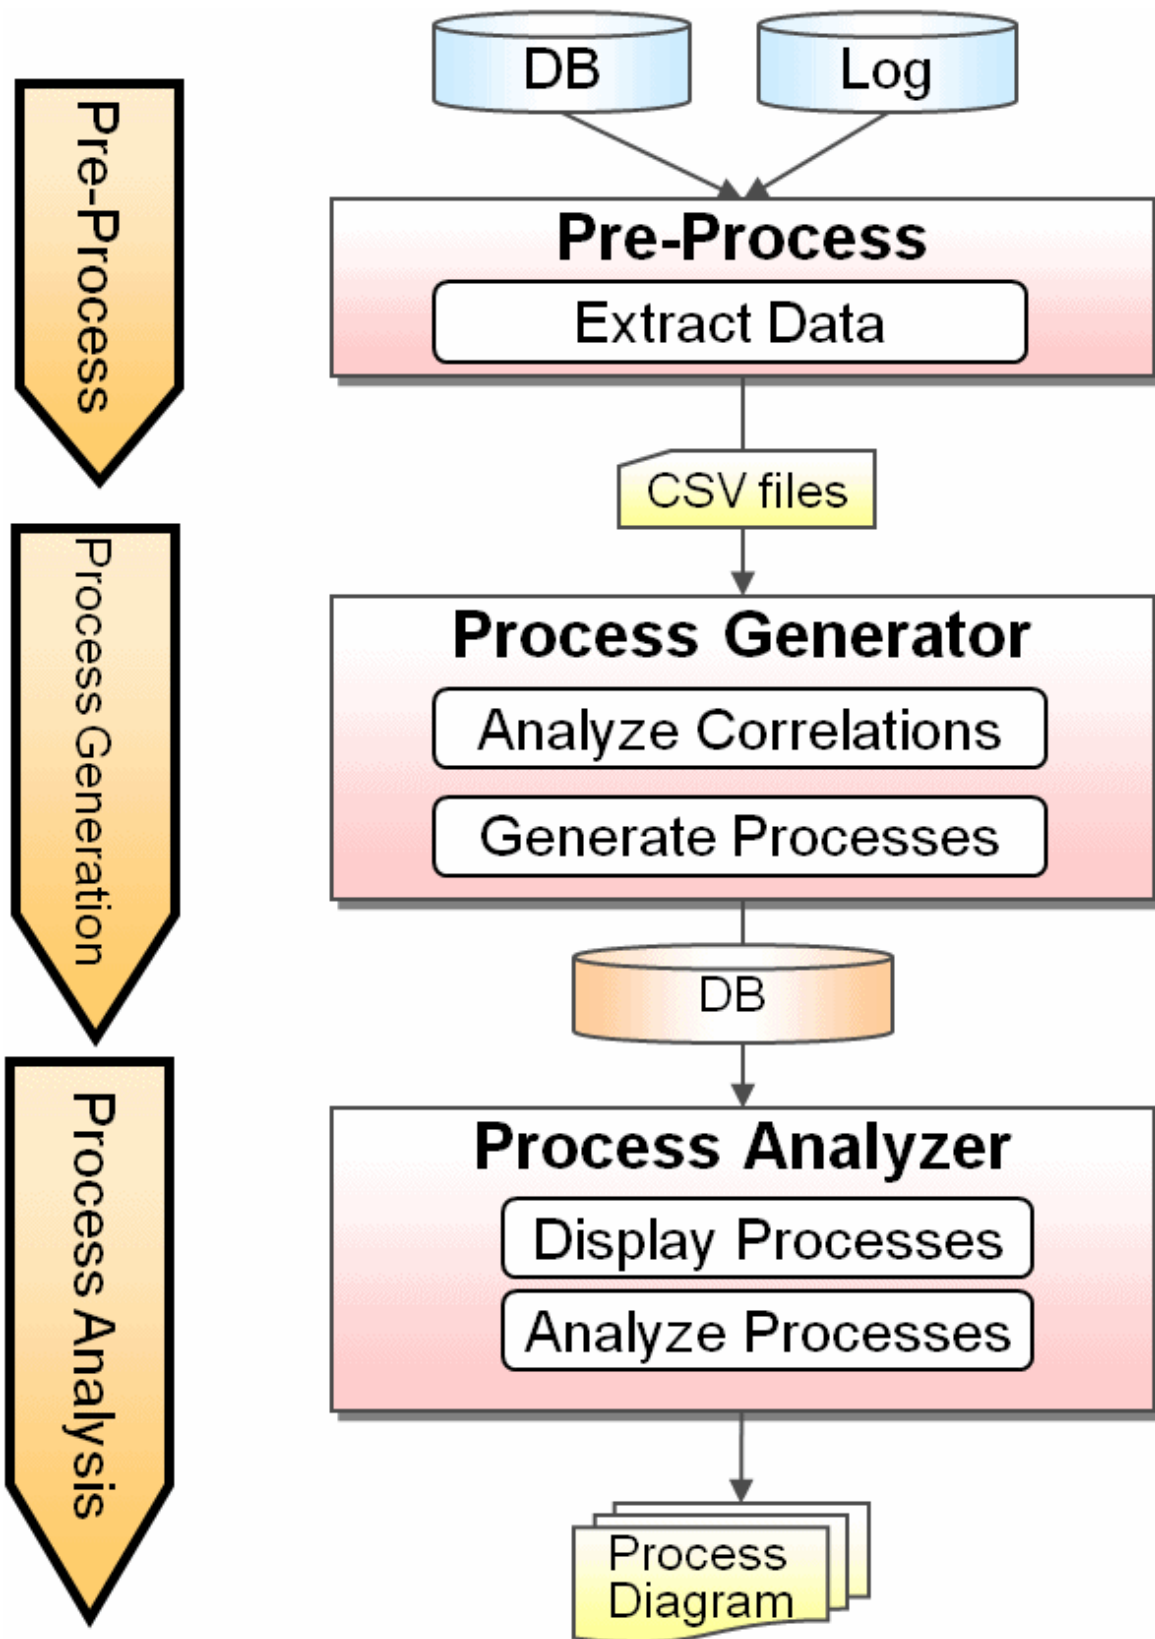 DB
Log
Pre-Process
Pre-Process
Extract Data
CSV files
Process Generation
Process Generator
Analyze Correlations
Generate Processes
DB
Process Analysis
Process Analyzer
Display Processes
Analyze Processes
Process
Diagram